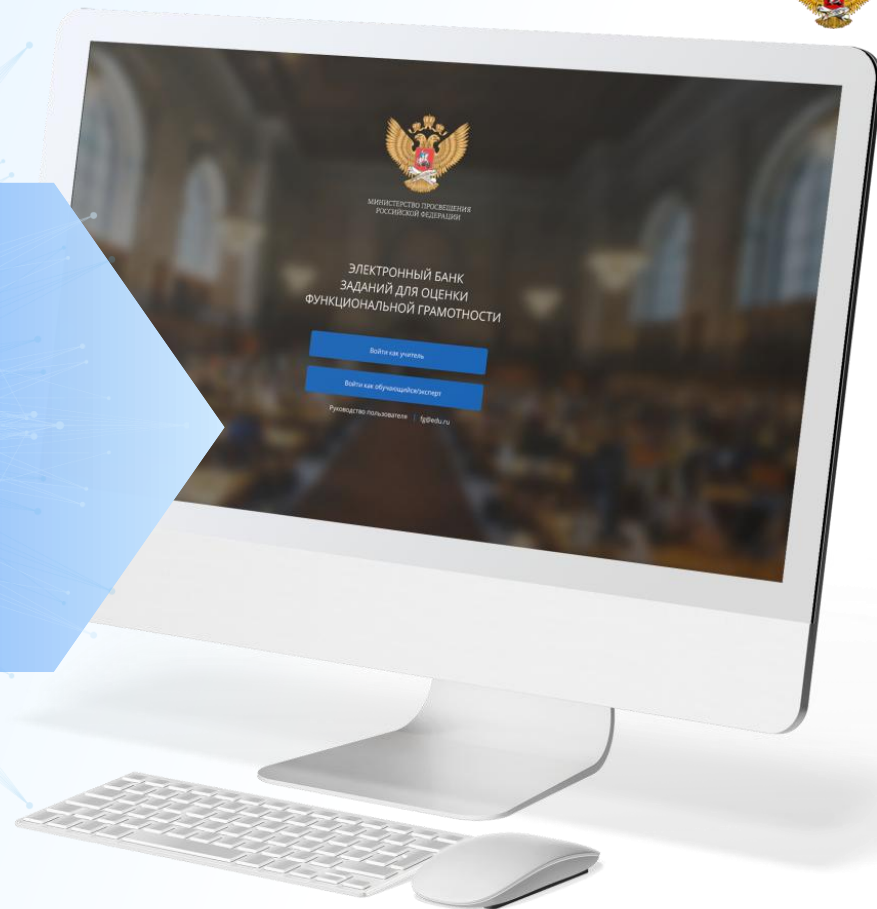 МИНИСТЕРСТВО ПРОСВЕЩЕНИЯ
РОССИЙСКОЙ ФЕДЕРАЦИИ
ЭЛЕКТРОННЫЙ БАНК
ЗАДАНИЙ ДЛЯ ОЦЕНКИ
ФУНКЦИОНАЛЬНОЙ ГРАМОТНОСТИ
Войти как учитель
Войти как обучающийся/эксперт
Руководство пользователя | fg@edu.ru